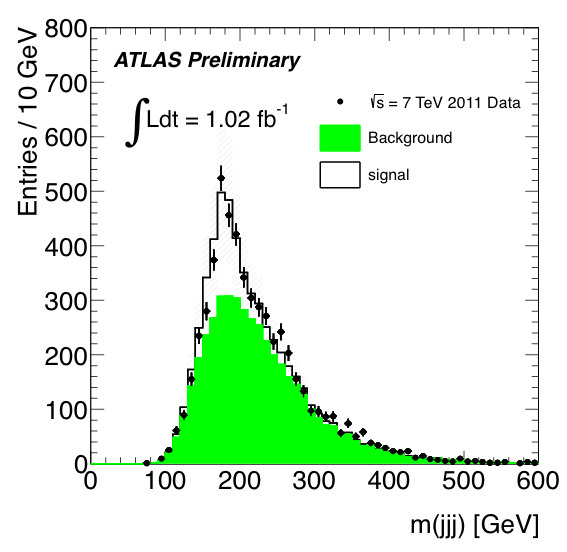 ATLAS Preliminary
∫Ldt = 1.02 fb⁻¹
√s = 7 TeV 2011 Data
Background
signal
Entries / 10 GeV
800
700
600
500
400
300
200
100
0
0 100 200 300 400 500 600
m(jjj) [GeV]